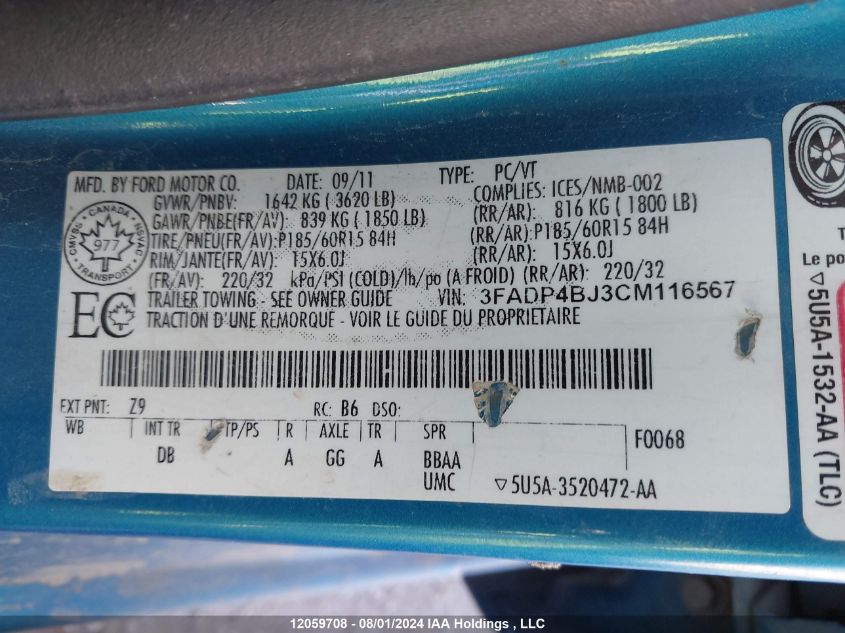 MFD. BY FORD MOTOR CO. DATE: 09/11 TYPE: PC/VT
GVWR/PNBV: 1642 KG ( 3620 LB) COMPLIES: ICES/NMB-002
GAWR/PNBE(FR/AV): 839 KG ( 1850 LB) (RR/AR): 816 KG ( 1800 LB)
TIRE/PNEU(FR/AV):P185/60R15 84H (RR/AR):P185/60R15 84H
RIM/JANTE(FR/AV): 15X6.0J (RR/AR): 15X6.0J
(FR/AV): 220/32 kPa/PSI (COLD)/lh/po (A FROID) (RR/AR): 220/32
TRAILER TOWING - SEE OWNER GUIDE VIN: 3FADP4BJ3CM116567
TRACTION D'UNE REMORQUE - VOIR LE GUIDE DU PROPRIETAIRE
CANADA
CMVSS NSVAC
977
TRANSPORT
EC
EXT PNT: Z9 RC: B6 DSO:
WB INT TR TP/PS R AXLE TR SPR F0068
DB A GG A BBAA
UMC ▽5U5A-3520472-AA
T
Le po
▽5U5A-1532-AA (TLC)
12059708 - 08/01/2024 IAA Holdings , LLC